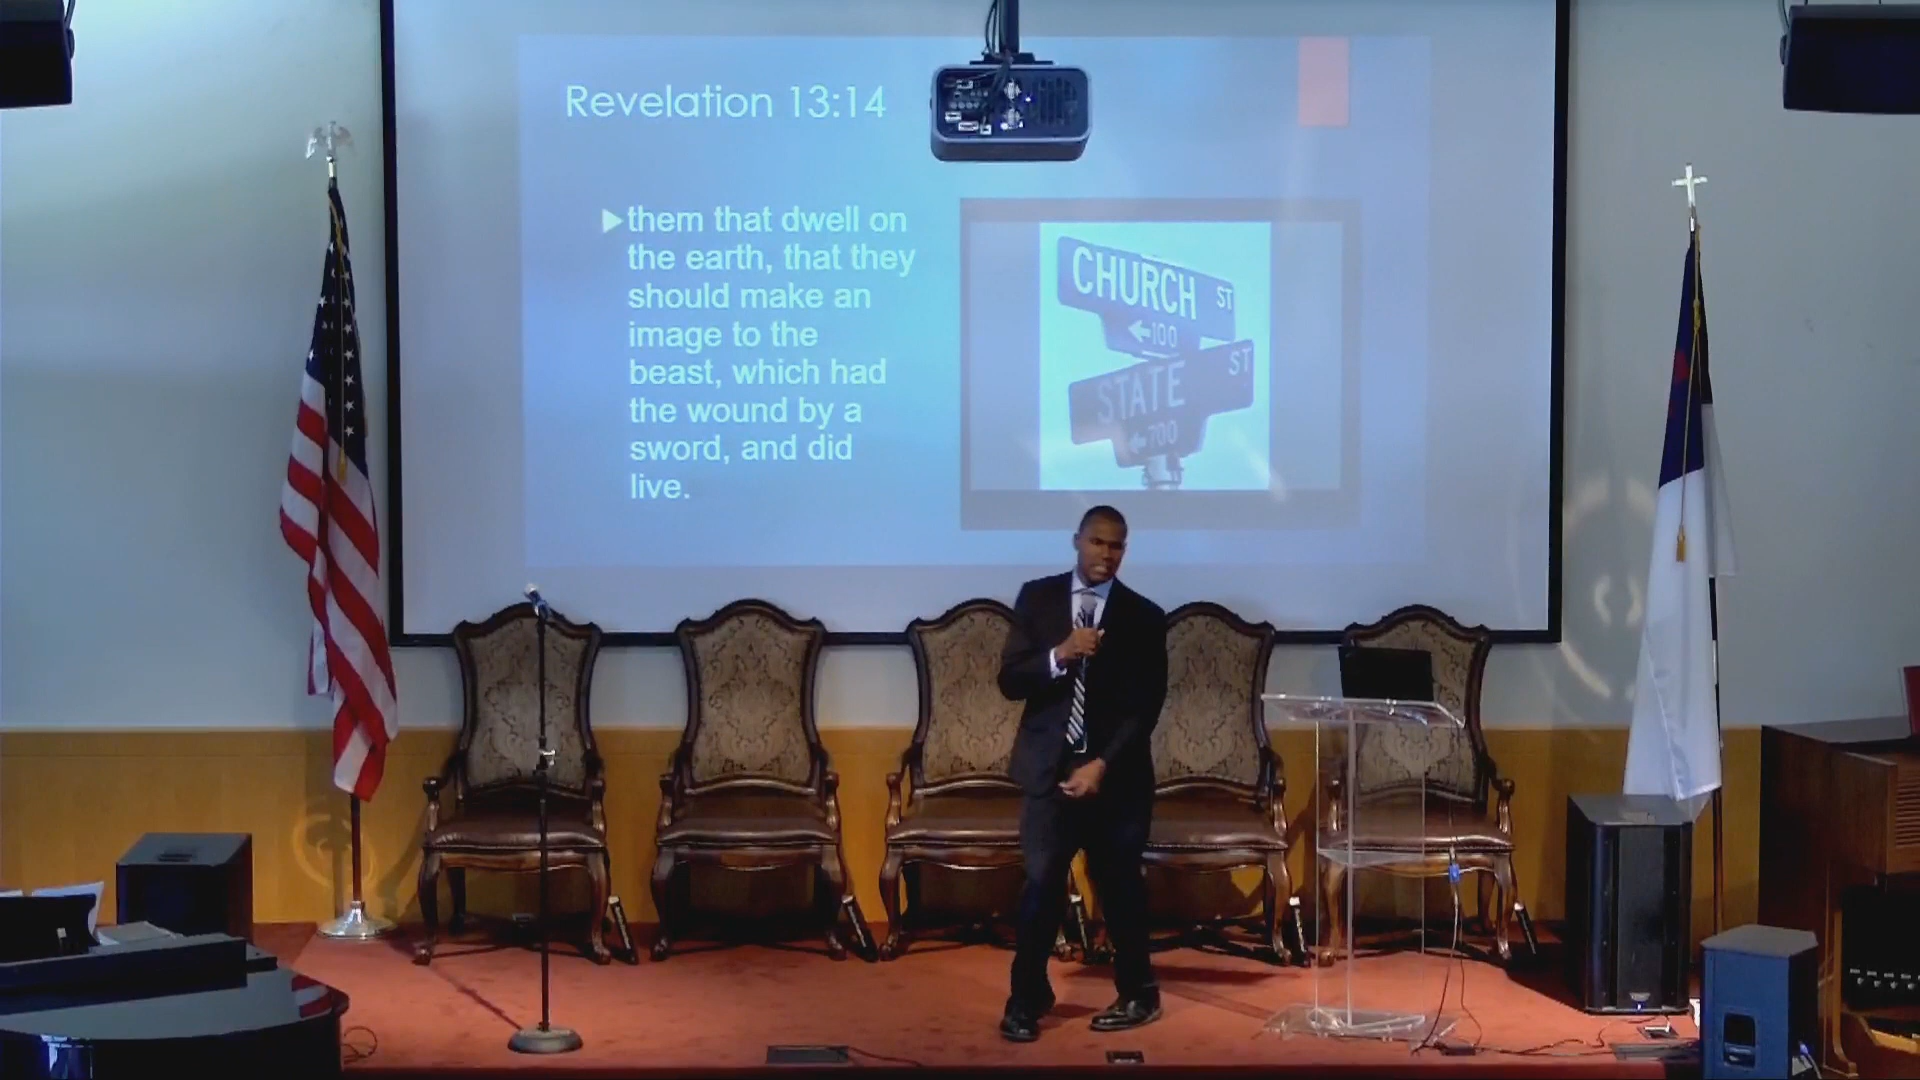 Revelation 13:14
them that dwell on
the earth, that they
should make an
image to the
beast, which had
the wound by a
sword, and did
live.
CHURCH ST
←100
STATE ST
←700